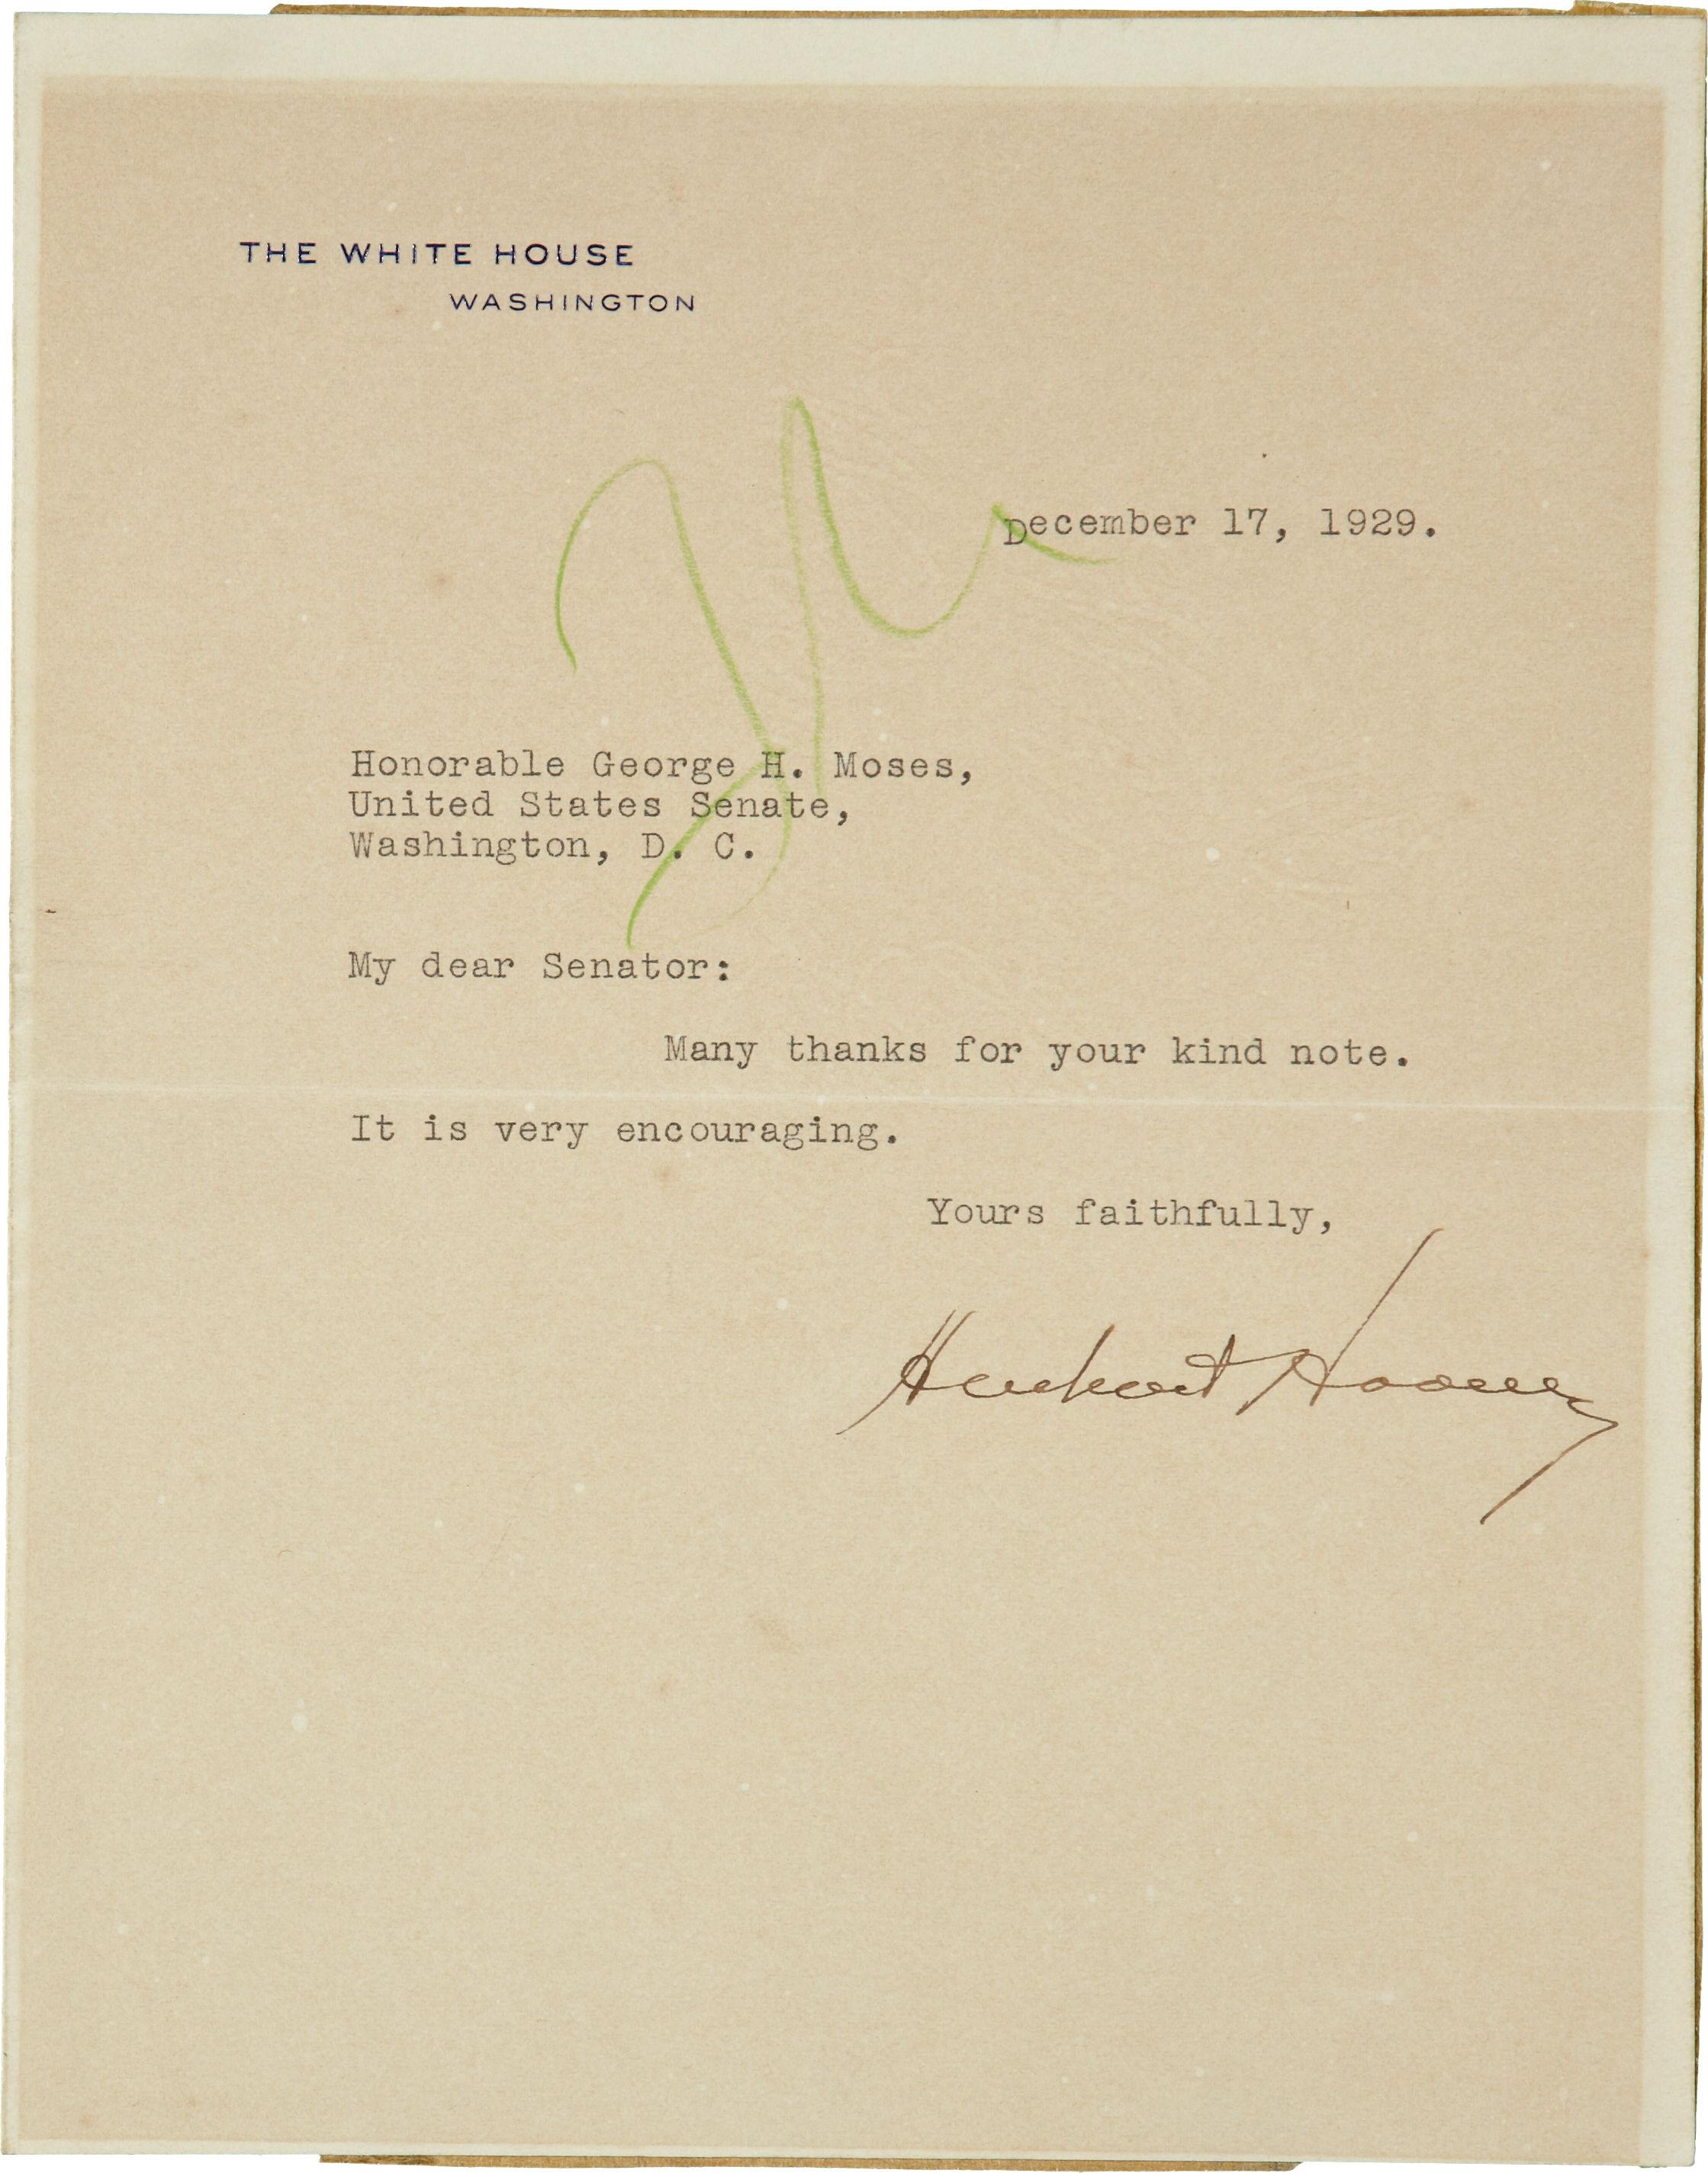 THE WHITE HOUSE
WASHINGTON
December 17, 1929.
Honorable George H. Moses,
United States Senate,
Washington, D. C.
My dear Senator:
Many thanks for your kind note.
It is very encouraging.
Yours faithfully,
Herbert Hoover